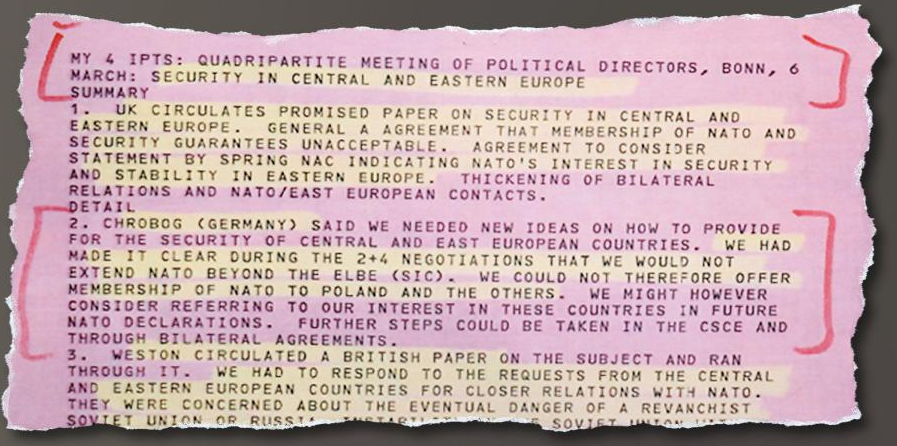 MY 4 IPTS: QUADRIPARTITE MEETING OF POLITICAL DIRECTORS, BONN, 6
MARCH: SECURITY IN CENTRAL AND EASTERN EUROPE
SUMMARY
1. UK CIRCULATES PROMISED PAPER ON SECURITY IN CENTRAL AND
EASTERN EUROPE. GENERAL A AGREEMENT THAT MEMBERSHIP OF NATO AND
SECURITY GUARANTEES UNACCEPTABLE. AGREEMENT TO CONSIDER
STATEMENT BY SPRING NAC INDICATING NATO'S INTEREST IN SECURITY
AND STABILITY IN EASTERN EUROPE. THICKENING OF BILATERAL
RELATIONS AND NATO/EAST EUROPEAN CONTACTS.
DETAIL
2. CHROBOG (GERMANY) SAID WE NEEDED NEW IDEAS ON HOW TO PROVIDE
FOR THE SECURITY OF CENTRAL AND EAST EUROPEAN COUNTRIES. WE HAD
MADE IT CLEAR DURING THE 2+4 NEGOTIATIONS THAT WE WOULD NOT
EXTEND NATO BEYOND THE ELBE (SIC). WE COULD NOT THEREFORE OFFER
MEMBERSHIP OF NATO TO POLAND AND THE OTHERS. WE MIGHT HOWEVER
CONSIDER REFERRING TO OUR INTEREST IN THESE COUNTRIES IN FUTURE
NATO DECLARATIONS. FURTHER STEPS COULD BE TAKEN IN THE CSCE AND
THROUGH BILATERAL AGREEMENTS.
3. WESTON CIRCULATED A BRITISH PAPER ON THE SUBJECT AND RAN
THROUGH IT. WE HAD TO RESPOND TO THE REQUESTS FROM THE CENTRAL
AND EASTERN EUROPEAN COUNTRIES FOR CLOSER RELATIONS WITH NATO.
THEY WERE CONCERNED ABOUT THE EVENTUAL DANGER OF A REVANCHIST
SOVIET UNION OR RUSSIA SOVIET UNION